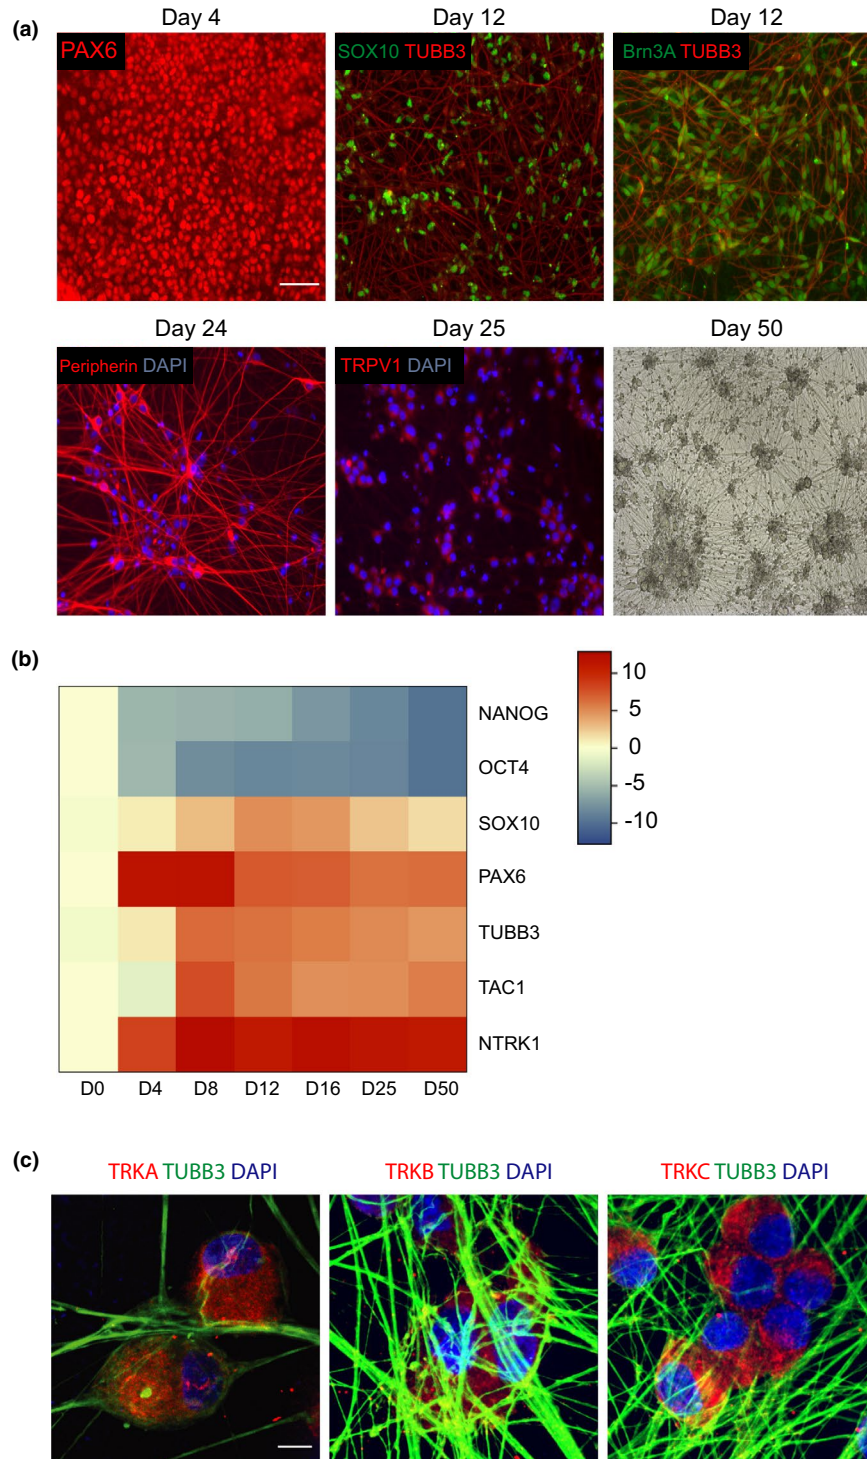 (a)
Day 4 Day 12 Day 12
PAX6 SOX10 TUBB3 Brn3A TUBB3
Day 24 Day 25 Day 50
Peripherin DAPI TRPV1 DAPI
(b)
10
5
0
-5
-10
NANOG
OCT4
SOX10
PAX6
TUBB3
TAC1
NTRK1
D0 D4 D8 D12 D16 D25 D50
(c)
TRKA TUBB3 DAPI TRKB TUBB3 DAPI TRKC TUBB3 DAPI